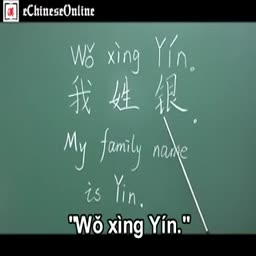 eChineseOnline
Wǒ xìng Yín.
我 姓 银.
My family name
is Yin.
"Wǒ xìng Yín."